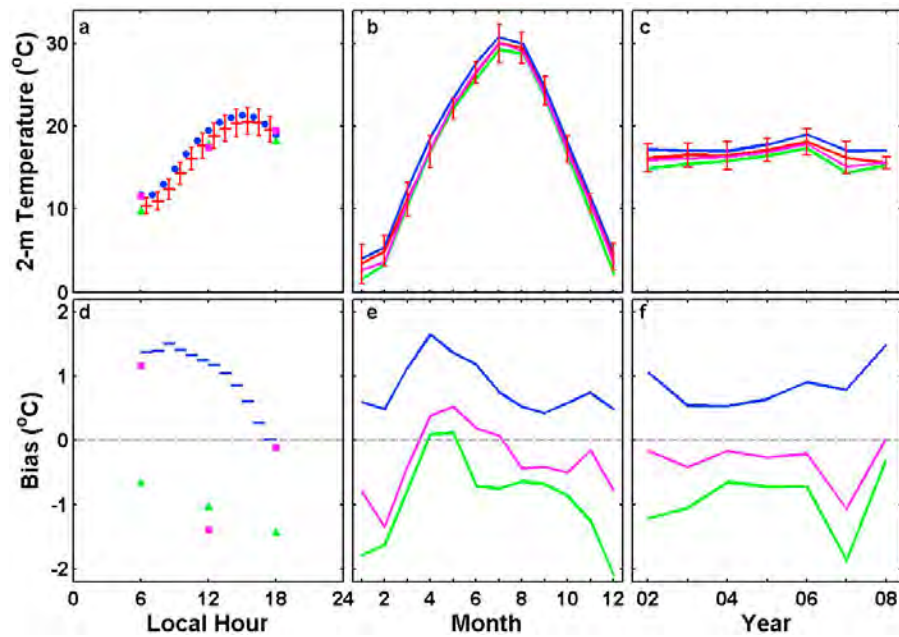 a
b
c
30
20
10
0
2-m Temperature (°C)
d
e
f
2
1
0
-1
-2
Bias (°C)
0 6 12 18 24
2 4 6 8 10 12
02 04 06 08
Local Hour
Month
Year